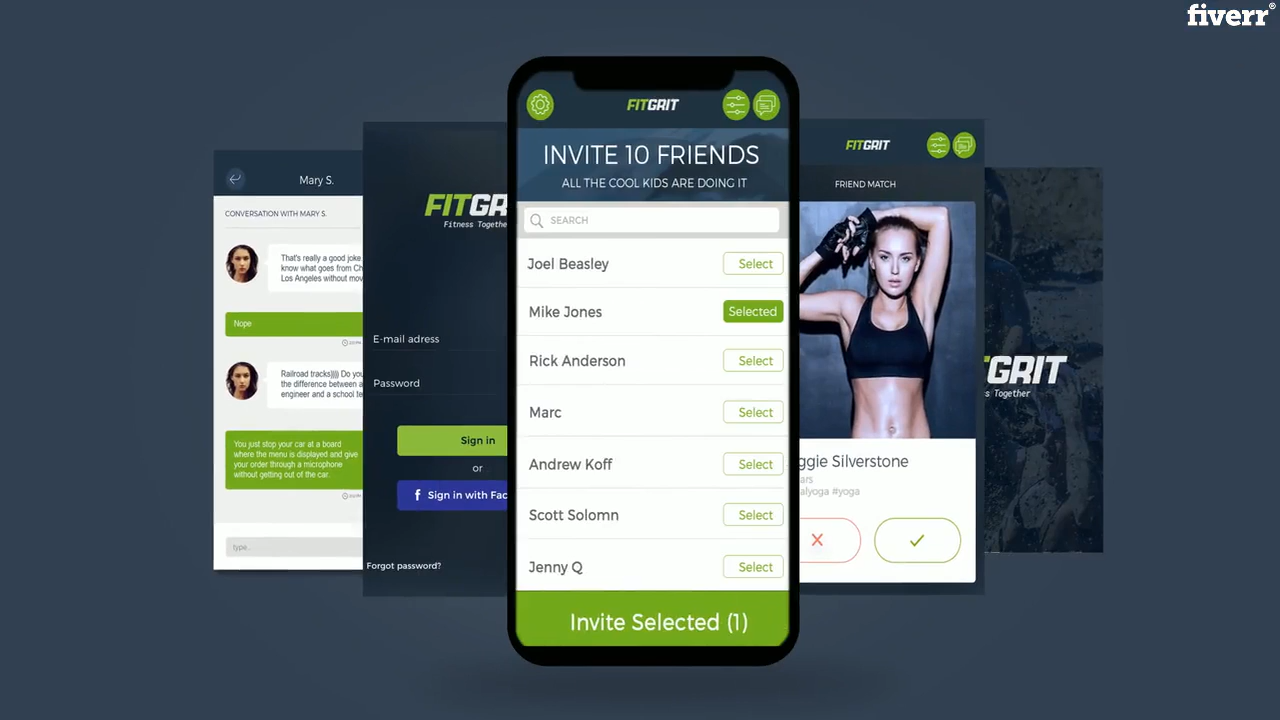 fiverr®
Mary S.
CONVERSATION WITH MARY S.
That's really a good joke.
know what goes from
Los Angeles without
Nope
Railroad tracks)))) Do
the difference between a
engineer and a school
You just stop your car at a board
where the menu is displayed and give
your order through a microphone
without getting out of the car.
type..
FITGR
Fitness Together
E-mail adress
Password
Sign in
or
f Sign in with Fac
Forgot password?
FITGRIT
INVITE 10 FRIENDS
ALL THE COOL KIDS ARE DOING IT
SEARCH
Joel Beasley Select
Mike Jones Selected
Rick Anderson Select
Marc Select
Andrew Koff Select
Scott Solomn Select
Jenny Q Select
Invite Selected (1)
FITGRIT
FRIEND MATCH
ggie Silverstone
ars
alyoga #yoga
GRIT
s Together